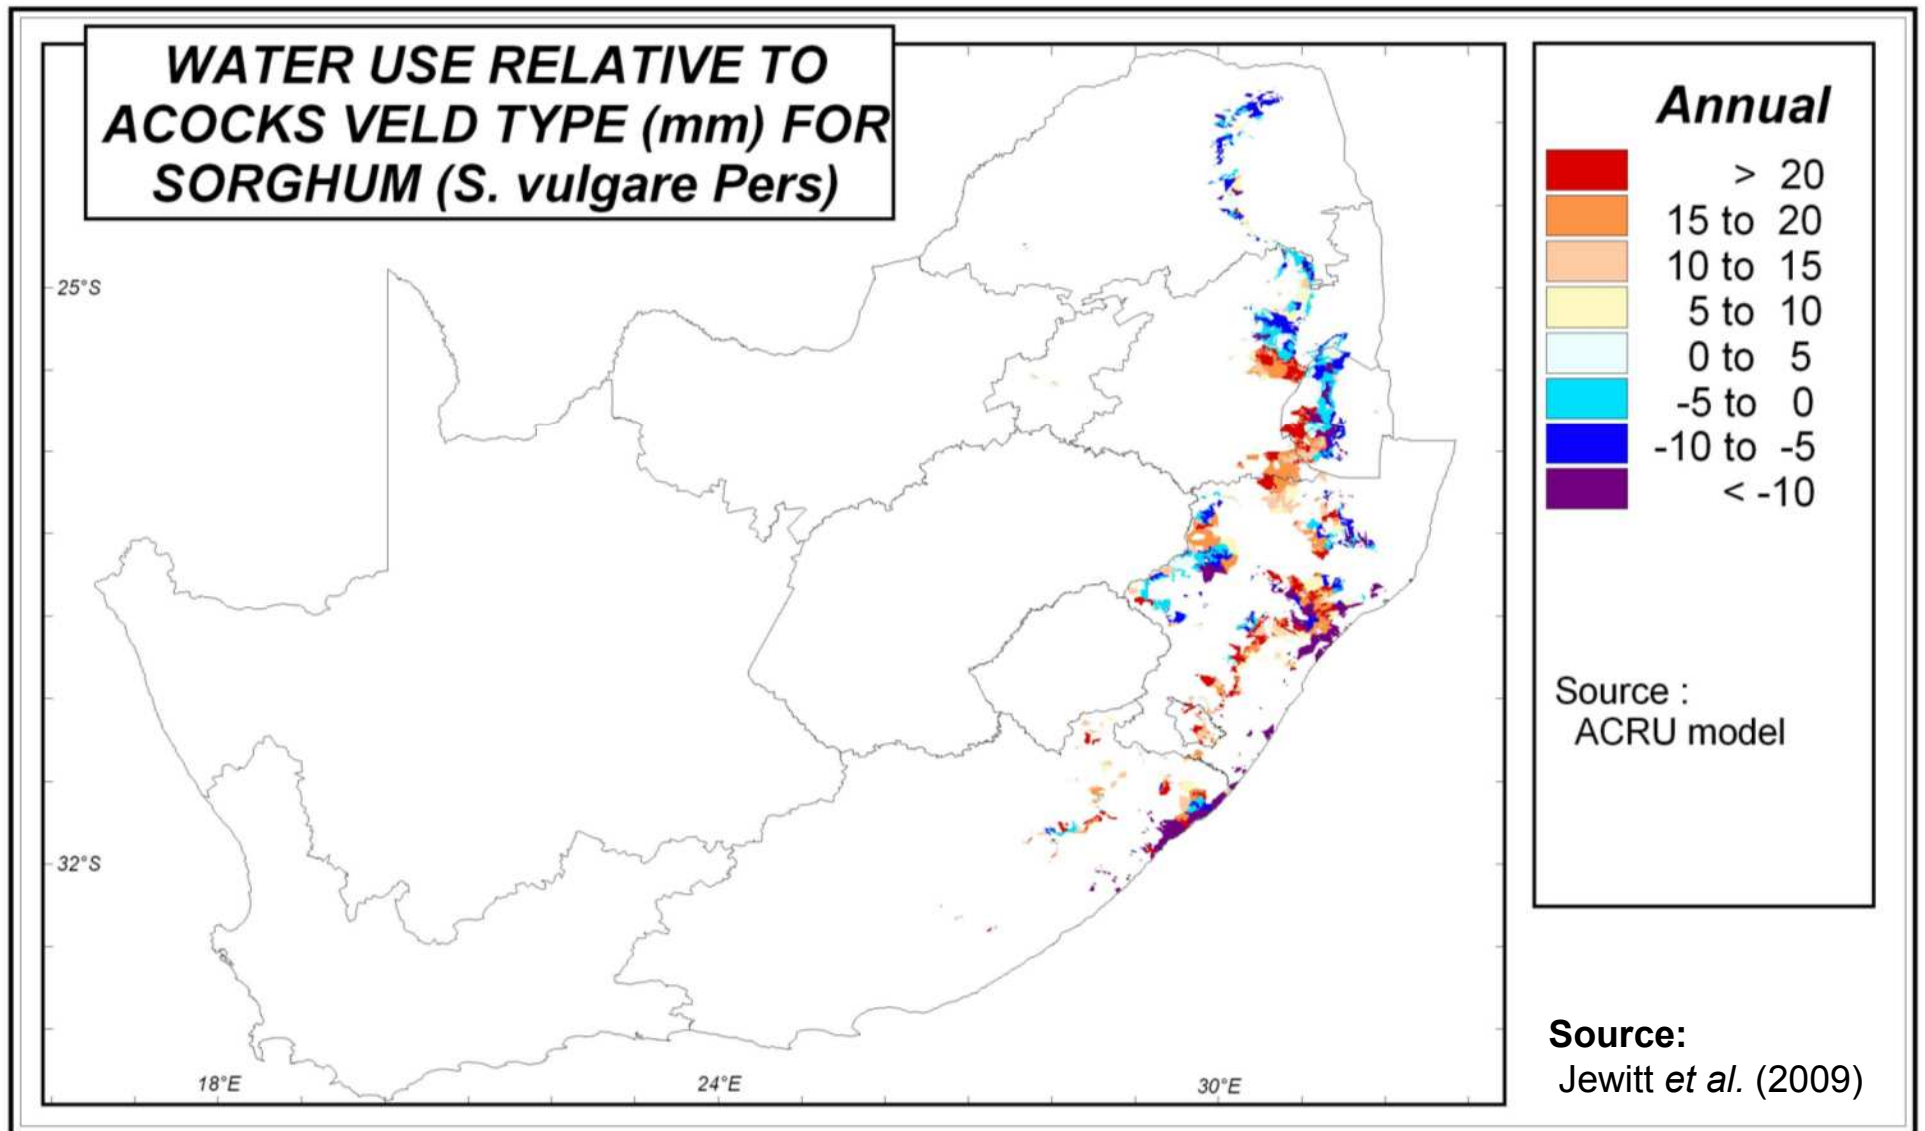 WATER USE RELATIVE TO
ACOCKS VELD TYPE (mm) FOR
SORGHUM (S. vulgare Pers)
Annual
> 20
15 to 20
10 to 15
5 to 10
0 to 5
-5 to 0
-10 to -5
< -10
Source :
ACRU model
25°S
32°S
18°E
24°E
30°E
Source:
Jewitt et al. (2009)